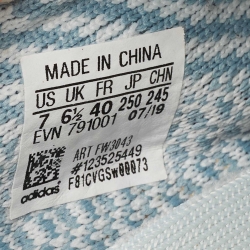 MADE IN CHINA
US UK FR JP CHN
7 6½ 40 250 245
EVN 791001 07/19
ART FW3043
#123525449
F81CVGSW00073
adidas